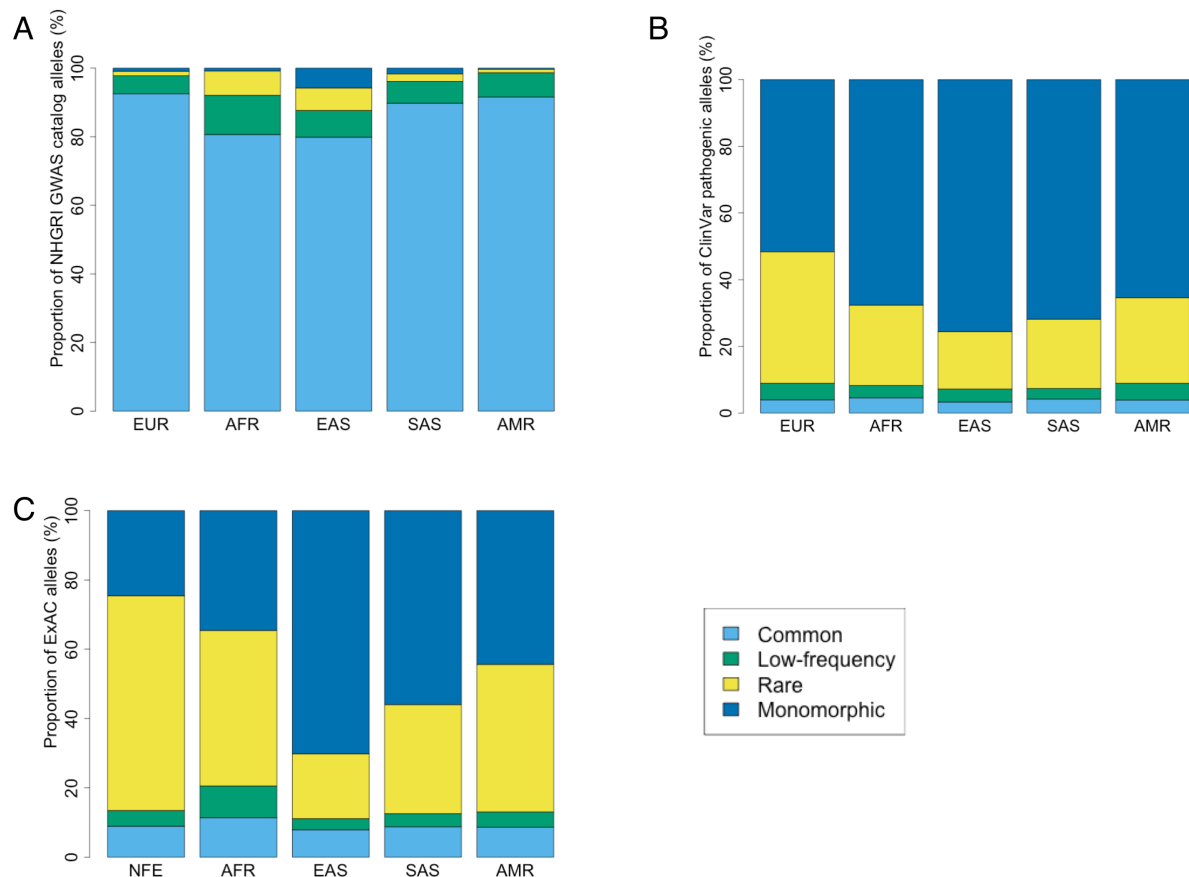 A
Proportion of NHGRI GWAS catalog alleles (%)
100
80
60
40
20
0
EUR AFR EAS SAS AMR
B
Proportion of ClinVar pathogenic alleles (%)
100
80
60
40
20
0
EUR AFR EAS SAS AMR
C
Proportion of ExAC alleles (%)
100
80
60
40
20
0
NFE AFR EAS SAS AMR
Common
Low-frequency
Rare
Monomorphic